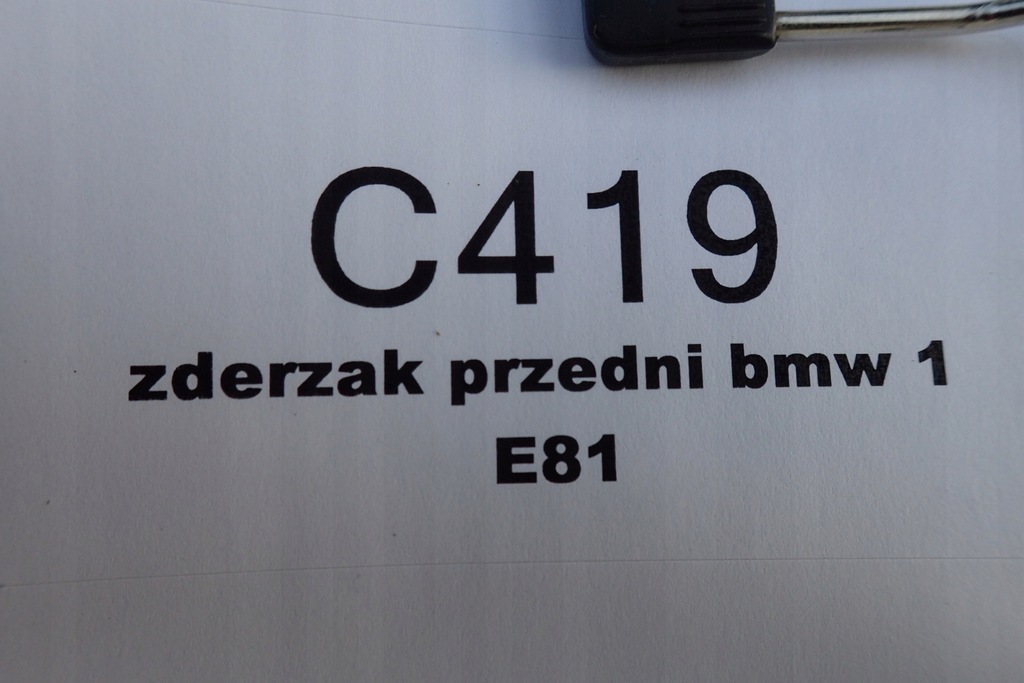 C419
zderzak przedni bmw 1
E81